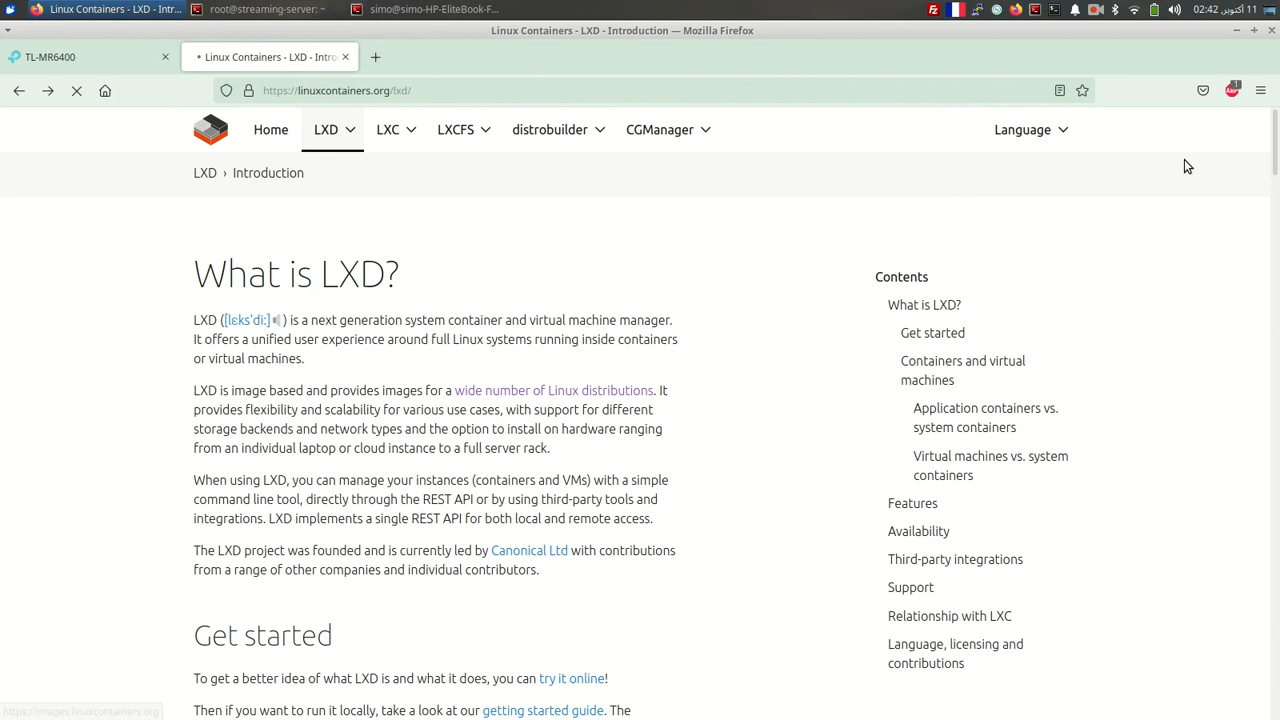 Linux Containers - LXD - Intr...
root@streaming-server: ~
simo@simo-HP-EliteBook-F...
02:42 11 أكتوبر
Linux Containers - LXD - Introduction — Mozilla Firefox
TL-MR6400
Linux Containers - LXD - Intro
https://linuxcontainers.org/lxd/
ABP
1
Home
LXD
LXC
LXCFS
distrobuilder
CGManager
Language
LXD › Introduction
What is LXD?
LXD ([lɛks'di:]) is a next generation system container and virtual machine manager.
It offers a unified user experience around full Linux systems running inside containers
or virtual machines.
LXD is image based and provides images for a wide number of Linux distributions. It
provides flexibility and scalability for various use cases, with support for different
storage backends and network types and the option to install on hardware ranging
from an individual laptop or cloud instance to a full server rack.
When using LXD, you can manage your instances (containers and VMs) with a simple
command line tool, directly through the REST API or by using third-party tools and
integrations. LXD implements a single REST API for both local and remote access.
The LXD project was founded and is currently led by Canonical Ltd with contributions
from a range of other companies and individual contributors.
Get started
To get a better idea of what LXD is and what it does, you can try it online!
Then if you want to run it locally, take a look at our getting started guide. The
Contents
What is LXD?
Get started
Containers and virtual
machines
Application containers vs.
system containers
Virtual machines vs. system
containers
Features
Availability
Third-party integrations
Support
Relationship with LXC
Language, licensing and
contributions
https://images.linuxcontainers.org